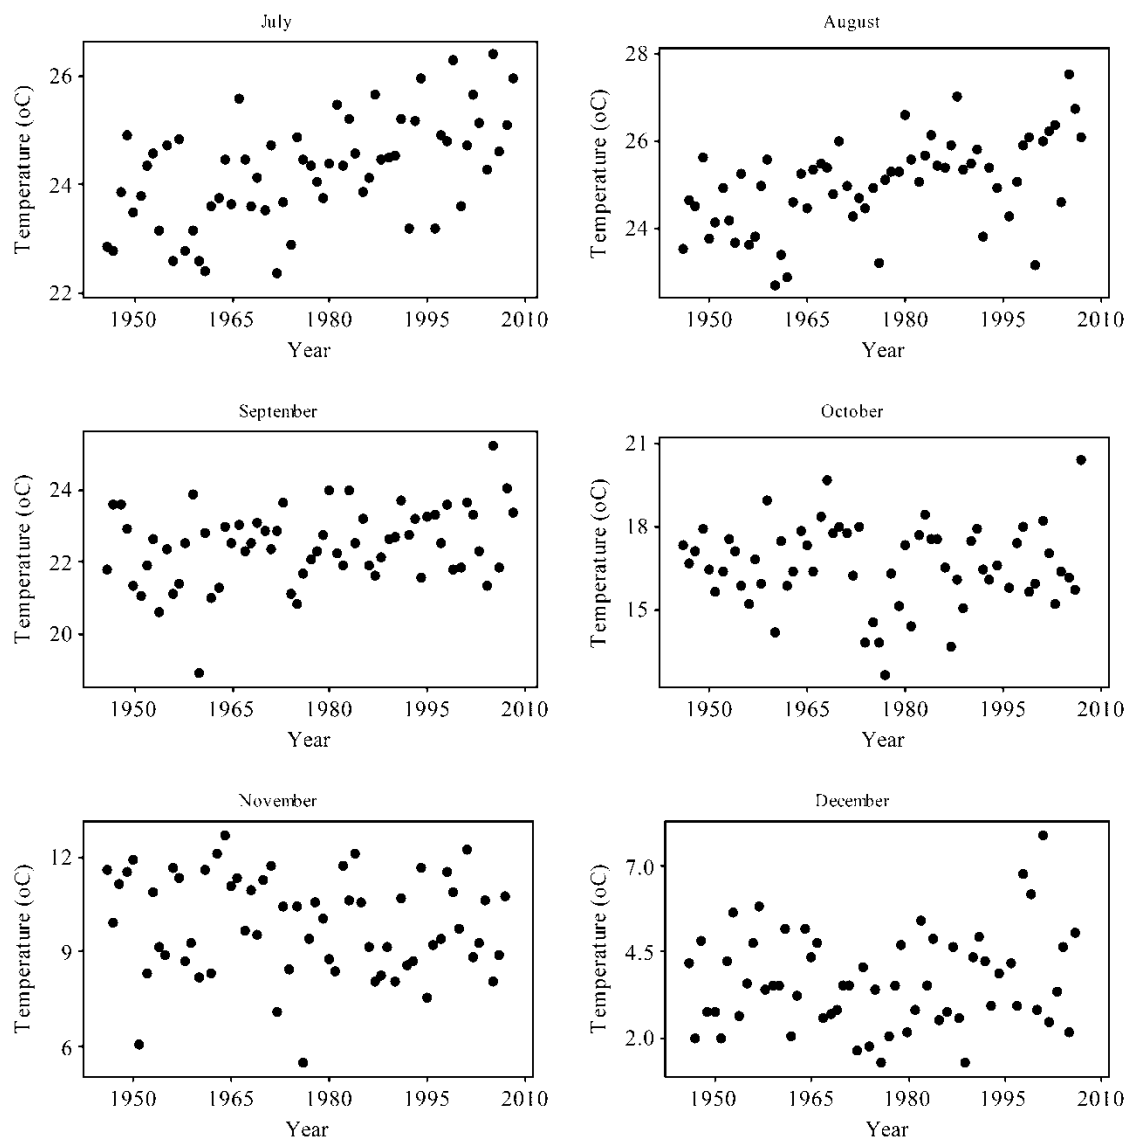 July
August
Temperature (oC)
26
24
22
1950 1965 1980 1995 2010
Year
Temperature (oC)
28
26
24
1950 1965 1980 1995 2010
Year
September
October
Temperature (oC)
24
22
20
1950 1965 1980 1995 2010
Year
Temperature (oC)
21
18
15
1950 1965 1980 1995 2010
Year
November
December
Temperature (oC)
12
9
6
1950 1965 1980 1995 2010
Year
Temperature (oC)
7.0
4.5
2.0
1950 1965 1980 1995 2010
Year